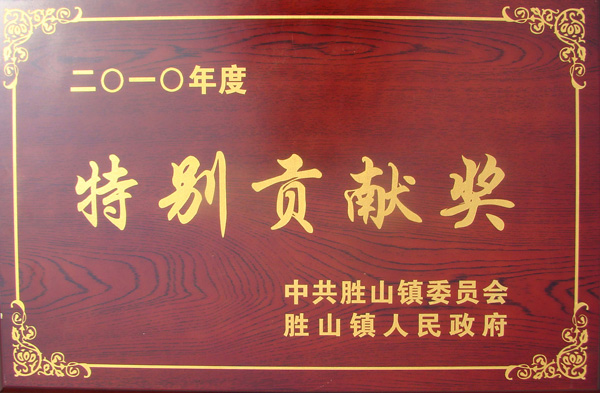 二〇一〇年度
特别贡献奖
中共胜山镇委员会
胜山镇人民政府